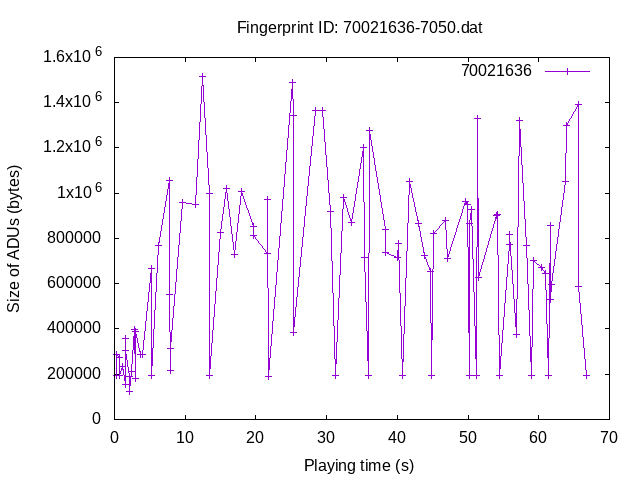 Fingerprint ID: 70021636-7050.dat
70021636
1.6x10^6
1.4x10^6
1.2x10^6
1x10^6
800000
600000
400000
200000
0
Size of ADUs (bytes)
0 10 20 30 40 50 60 70
Playing time (s)